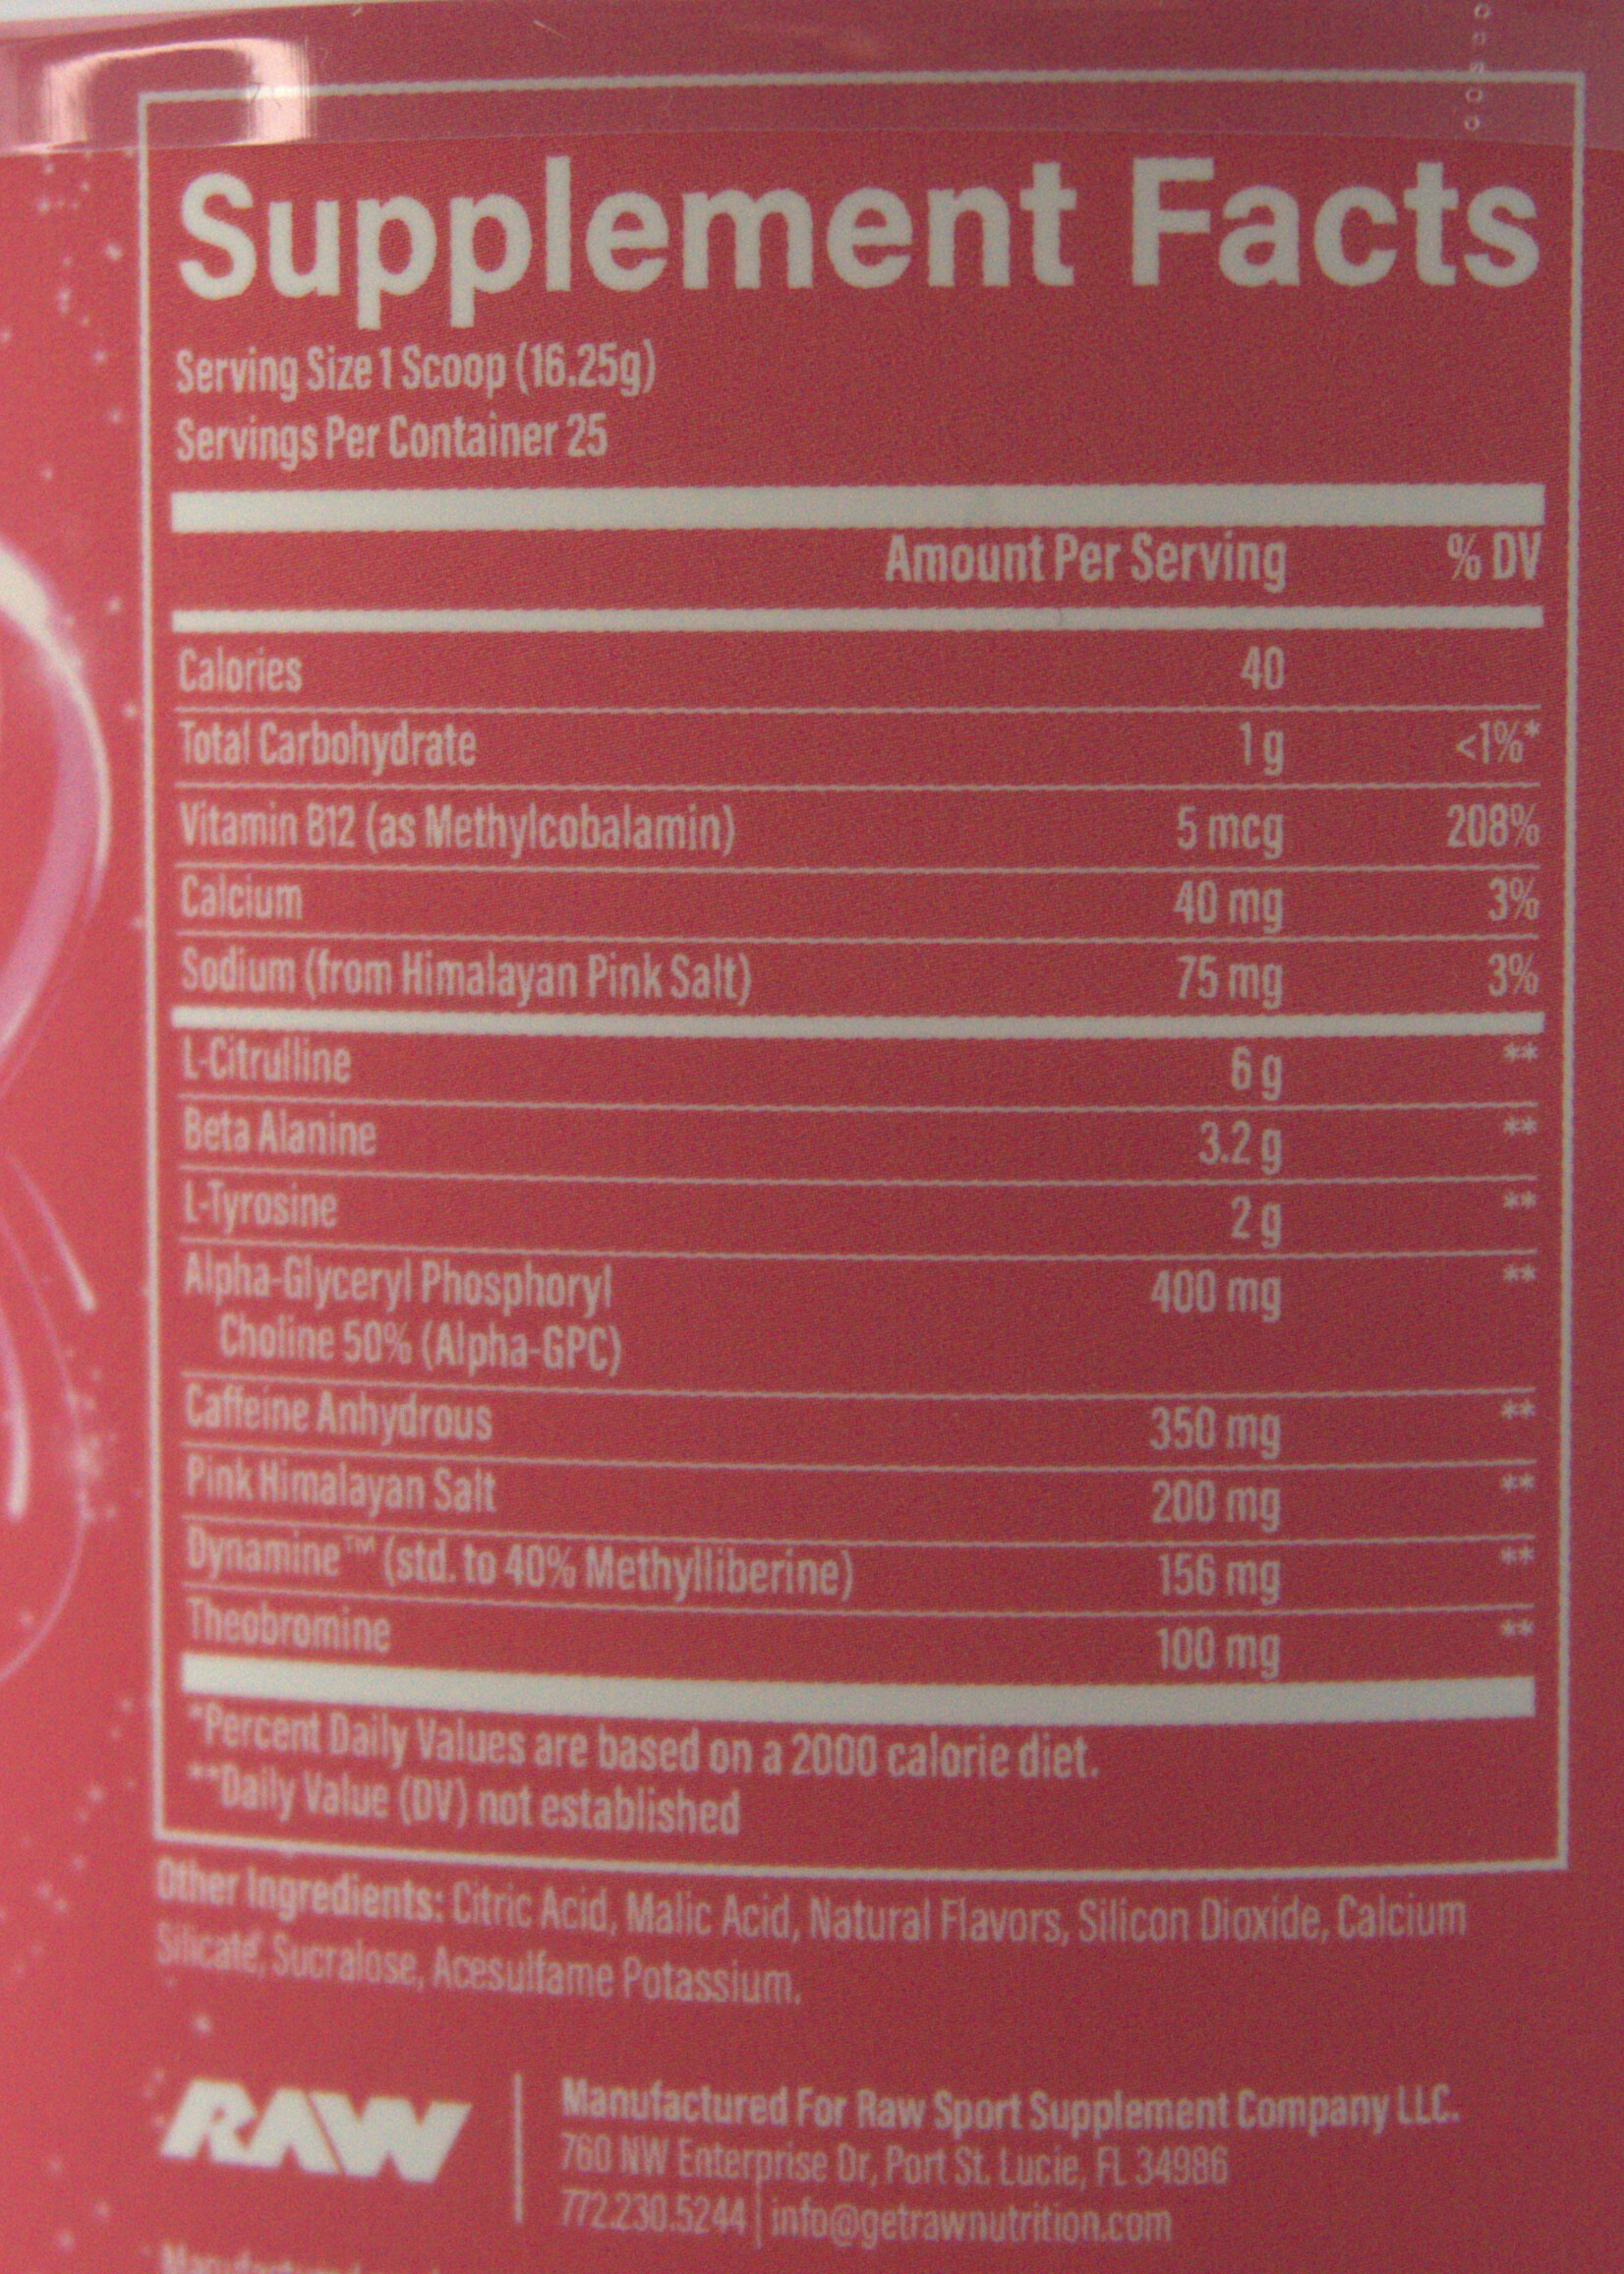 Supplement Facts
Serving Size 1 Scoop (16.25g)
Servings Per Container 25
Amount Per Serving % DV
Calories 40
Total Carbohydrate 1 g <1%*
Vitamin B12 (as Methylcobalamin) 5 mcg 208%
Calcium 40 mg 3%
Sodium (from Himalayan Pink Salt) 75 mg 3%
L-Citrulline 6 g **
Beta Alanine 3.2 g **
L-Tyrosine 2 g **
Alpha-Glyceryl Phosphoryl 400 mg **
Choline 50% (Alpha-GPC)
Caffeine Anhydrous 350 mg **
Pink Himalayan Salt 200 mg **
Dynamine™ (std. to 40% Methylliberine) 156 mg **
Theobromine 100 mg **
*Percent Daily Values are based on a 2000 calorie diet.
**Daily Value (DV) not established
Other Ingredients: Citric Acid, Malic Acid, Natural Flavors, Silicon Dioxide, Calcium
Silicate, Sucralose, Acesulfame Potassium.
RAW
Manufactured For Raw Sport Supplement Company LLC.
760 NW Enterprise Dr, Port St. Lucie, FL 34986
772.230.5244 | info@getrawnutrition.com